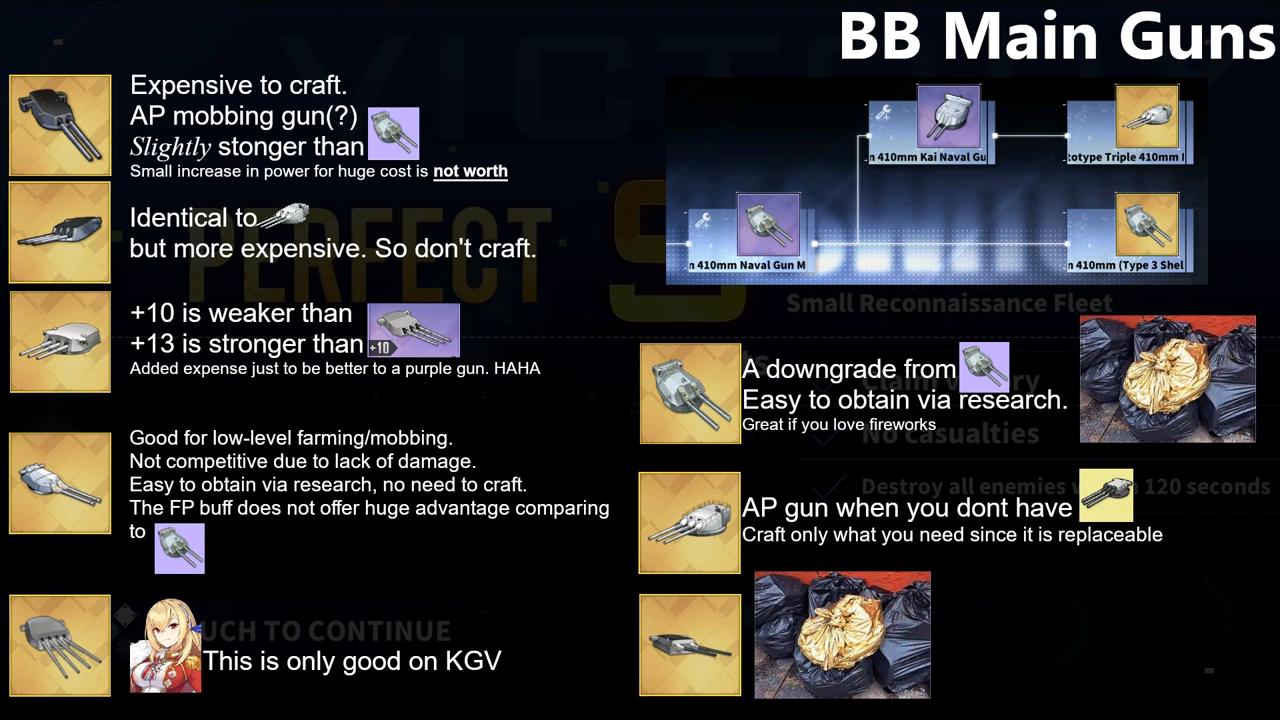 BB Main Guns
Expensive to craft.
AP mobbing gun(?)
Slightly stonger than
Small increase in power for huge cost is not worth
Identical to
but more expensive. So don't craft.
+10 is weaker than
+13 is stronger than
+10
Added expense just to be better to a purple gun. HAHA
Good for low-level farming/mobbing.
Not competitive due to lack of damage.
Easy to obtain via research, no need to craft.
The FP buff does not offer huge advantage comparing
to
TOUCH TO CONTINUE
This is only good on KGV
n 410mm Kai Naval Gu
totype Triple 410mm
n 410mm Naval Gun M
n 410mm (Type 3 Shel
VICTORY
PERFECT
S
Small Reconnaissance Fleet
A downgrade from
Easy to obtain via research.
Great if you love fireworks
No casualties
Destroy all enemies 120 seconds
AP gun when you dont have
Craft only what you need since it is replaceable